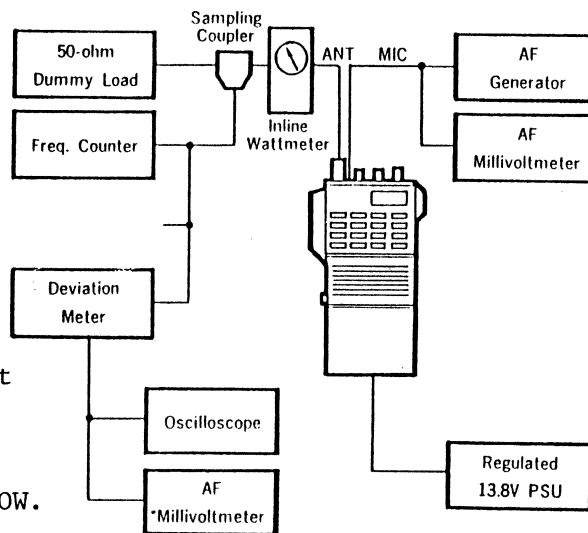 Sampling
Coupler
50-ohm
Dummy Load
ANT
MIC
AF
Generator
Freq. Counter
Inline
Wattmeter
AF
Millivoltmeter
Deviation
Meter
t
Oscilloscope
AF
Millivoltmeter
OW.
Regulated
13.8V PSU